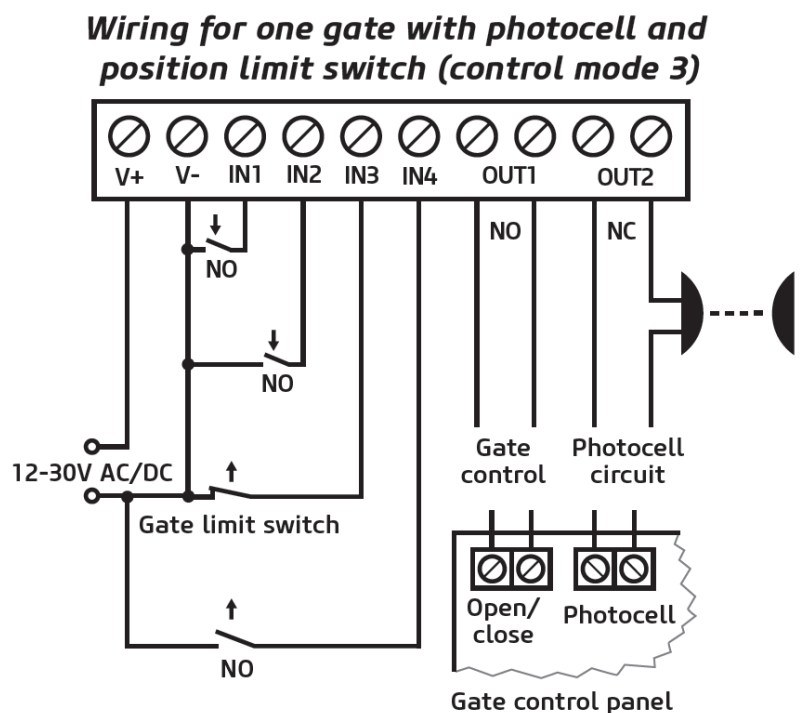 Wiring for one gate with photocell and
position limit switch (control mode 3)
V+ V- IN1 IN2 IN3 IN4 OUT1 OUT2
NO
NO NC
NO
12-30V AC/DC
Gate limit switch
NO
Gate
control
Photocell
circuit
Open/
close
Photocell
Gate control panel